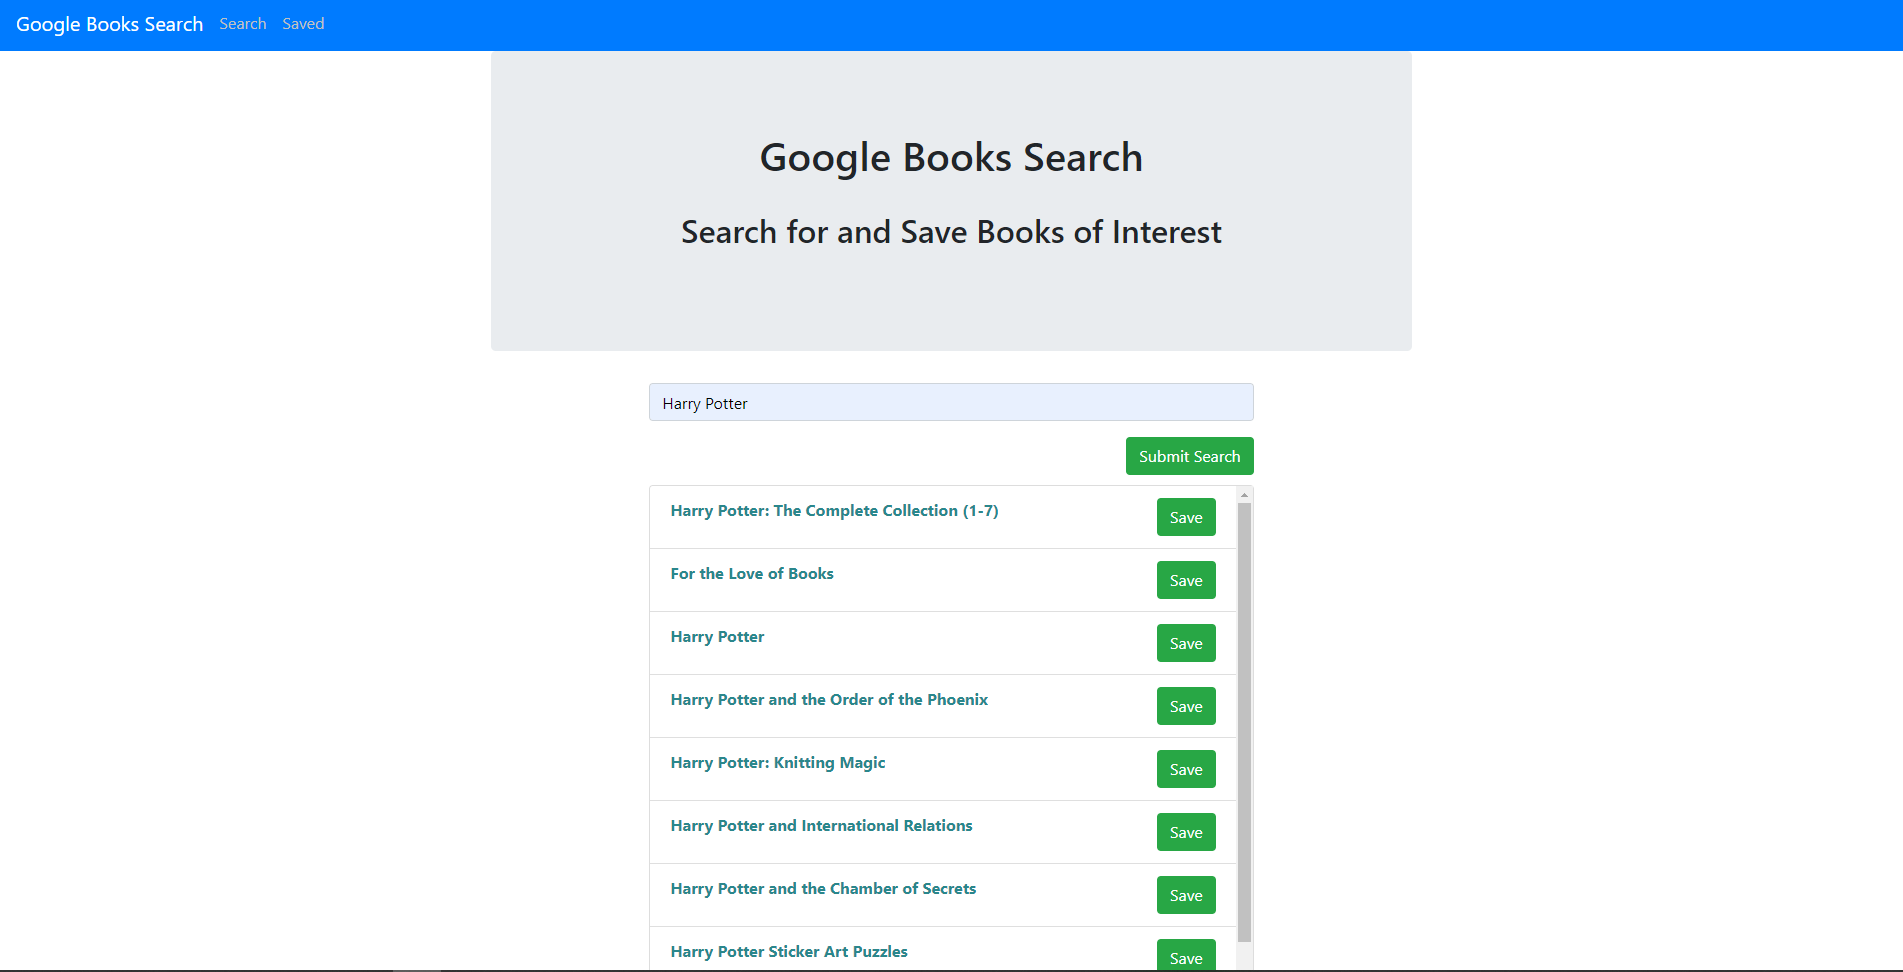 Google Books Search Search Saved
Google Books Search
Search for and Save Books of Interest
Harry Potter
Submit Search
Harry Potter: The Complete Collection (1-7) Save
For the Love of Books Save
Harry Potter Save
Harry Potter and the Order of the Phoenix Save
Harry Potter: Knitting Magic Save
Harry Potter and International Relations Save
Harry Potter and the Chamber of Secrets Save
Harry Potter Sticker Art Puzzles Save